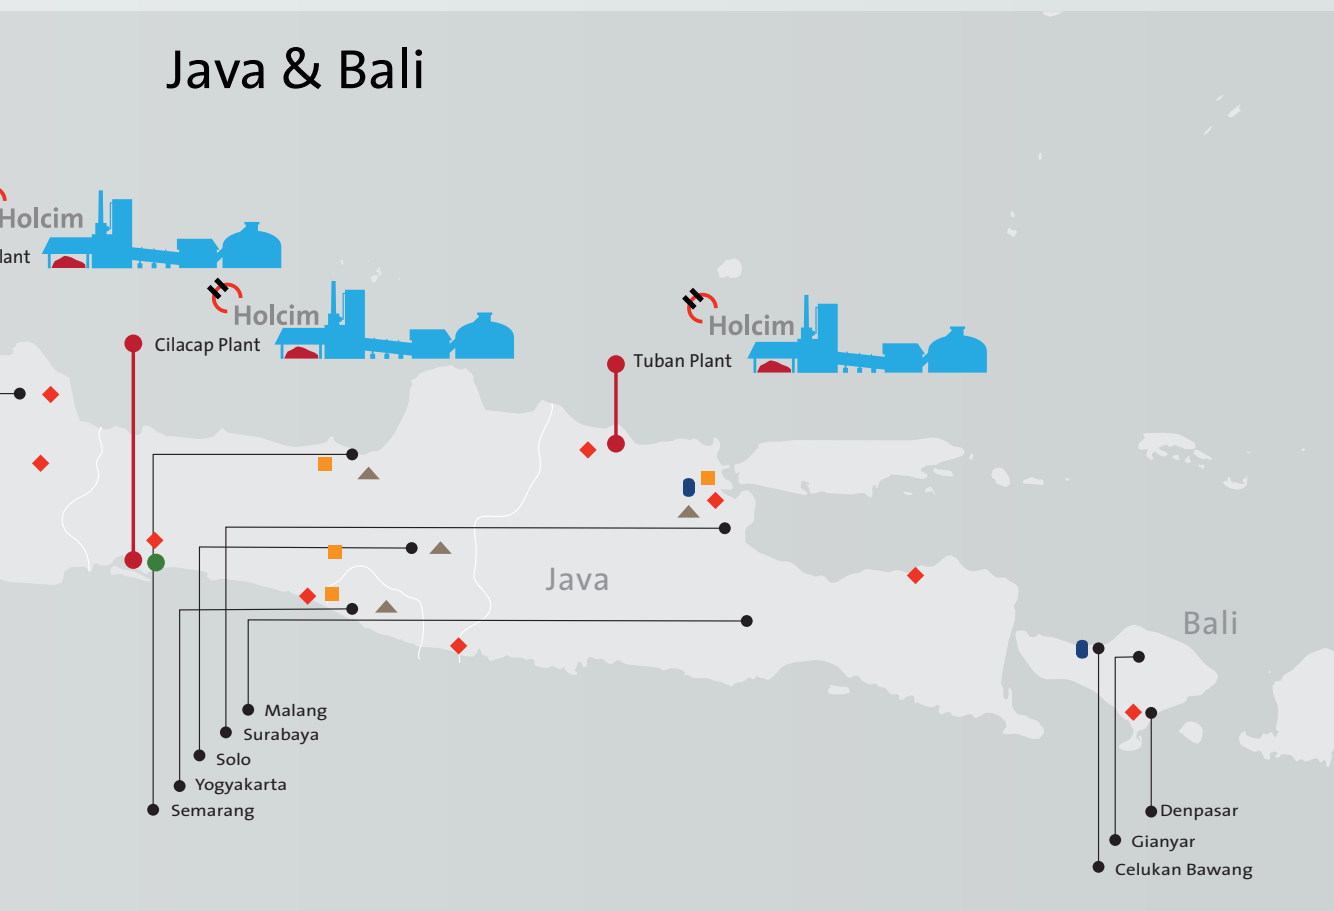 Java & Bali
Holcim
lant
Holcim
Cilacap Plant
Holcim
Tuban Plant
Java
Bali
Malang
Surabaya
Solo
Yogyakarta
Semarang
Denpasar
Gianyar
Celukan Bawang